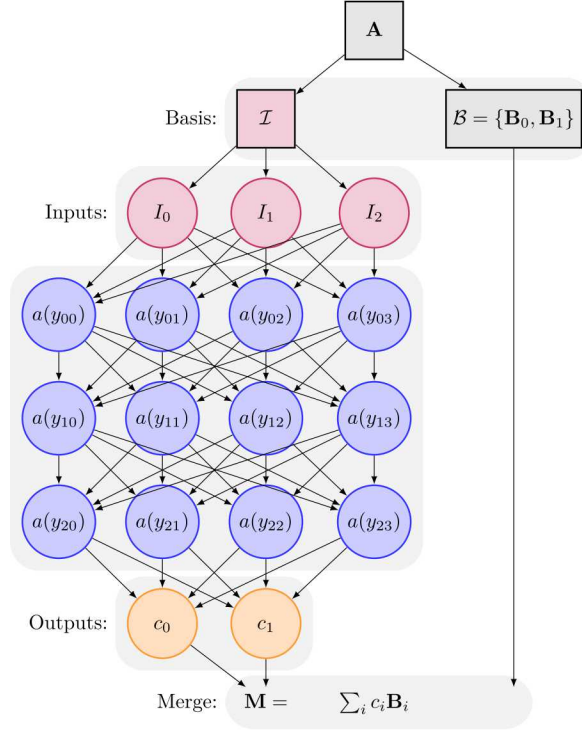 A
Basis: ℐ ℬ = {B₀, B₁}
Inputs: I₀ I₁ I₂
a(y₀₀) a(y₀₁) a(y₀₂) a(y₀₃)
a(y₁₀) a(y₁₁) a(y₁₂) a(y₁₃)
a(y₂₀) a(y₂₁) a(y₂₂) a(y₂₃)
Outputs: c₀ c₁
Merge: M = ∑ᵢ cᵢBᵢ